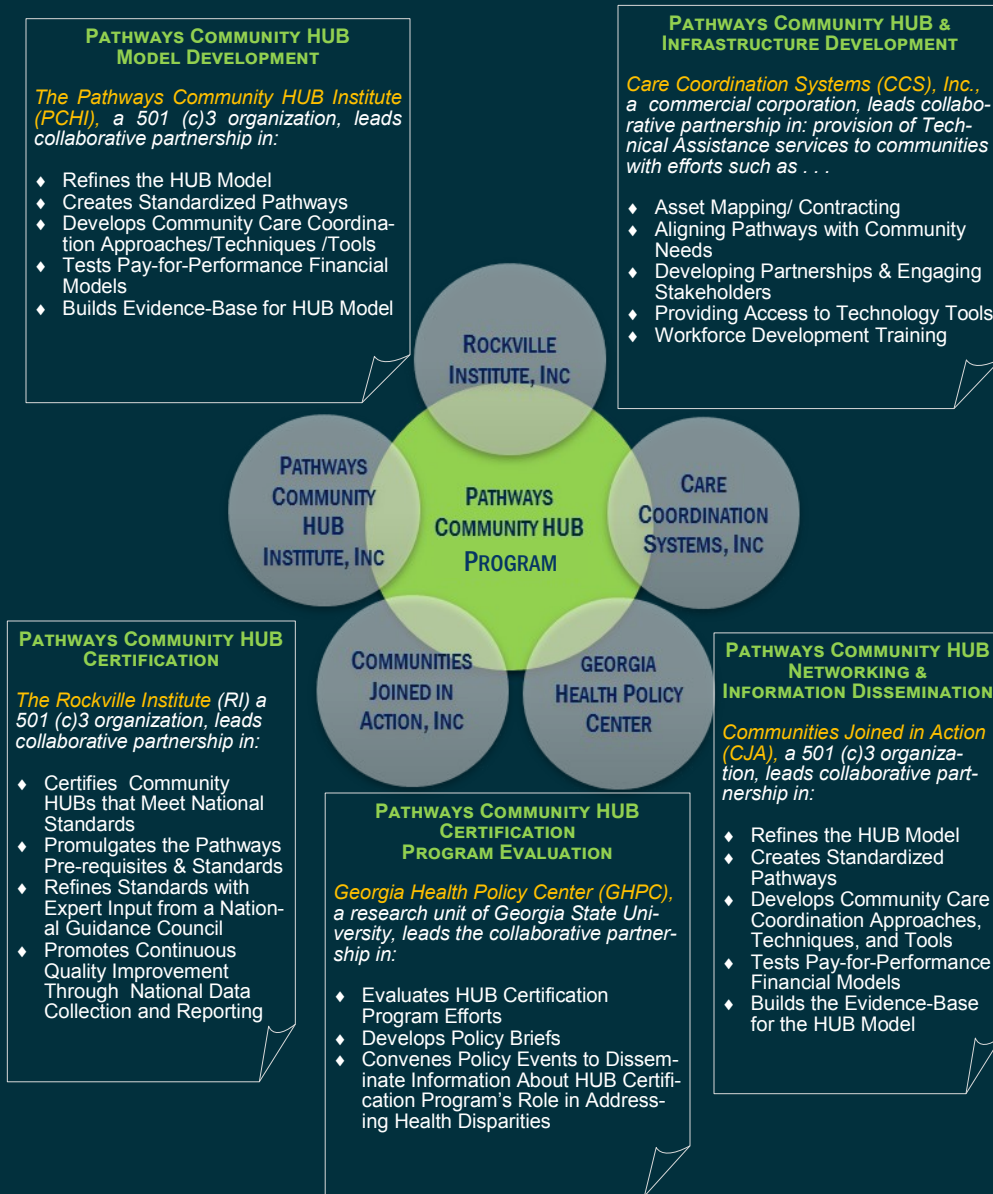 PATHWAYS COMMUNITY HUB
MODEL DEVELOPMENT
The Pathways Community HUB Institute
(PCHI), a 501 (c)3 organization, leads
collaborative partnership in:
♦ Refines the HUB Model
♦ Creates Standardized Pathways
♦ Develops Community Care Coordina-
tion Approaches/Techniques /Tools
♦ Tests Pay-for-Performance Financial
Models
♦ Builds Evidence-Base for HUB Model
PATHWAYS COMMUNITY HUB &
INFRASTRUCTURE DEVELOPMENT
Care Coordination Systems (CCS), Inc.,
a commercial corporation, leads collabo-
rative partnership in: provision of Tech-
nical Assistance services to communities
with efforts such as . . .
♦ Asset Mapping/ Contracting
♦ Aligning Pathways with Community
Needs
♦ Developing Partnerships & Engaging
Stakeholders
♦ Providing Access to Technology Tools
♦ Workforce Development Training
ROCKVILLE
INSTITUTE, INC
PATHWAYS
COMMUNITY
HUB
INSTITUTE, INC
PATHWAYS
COMMUNITY HUB
PROGRAM
CARE
COORDINATION
SYSTEMS, INC
COMMUNITIES
JOINED IN
ACTION, INC
GEORGIA
HEALTH POLICY
CENTER
PATHWAYS COMMUNITY HUB
CERTIFICATION
The Rockville Institute (RI) a
501 (c)3 organization, leads
collaborative partnership in:
♦ Certifies Community
HUBs that Meet National
Standards
♦ Promulgates the Pathways
Pre-requisites & Standards
♦ Refines Standards with
Expert Input from a Nation-
al Guidance Council
♦ Promotes Continuous
Quality Improvement
Through National Data
Collection and Reporting
PATHWAYS COMMUNITY HUB
CERTIFICATION
PROGRAM EVALUATION
Georgia Health Policy Center (GHPC),
a research unit of Georgia State Uni-
versity, leads the collaborative partner-
ship in:
♦ Evaluates HUB Certification
Program Efforts
♦ Develops Policy Briefs
♦ Convenes Policy Events to Dissem-
inate Information About HUB Certifi-
cation Program's Role in Address-
ing Health Disparities
PATHWAYS COMMUNITY HUB
NETWORKING &
INFORMATION DISSEMINATION
Communities Joined in Action
(CJA), a 501 (c)3 organiza-
tion, leads collaborative part-
nership in:
♦ Refines the HUB Model
♦ Creates Standardized
Pathways
♦ Develops Community Care
Coordination Approaches,
Techniques, and Tools
♦ Tests Pay-for-Performance
Financial Models
♦ Builds the Evidence-Base
for the HUB Model